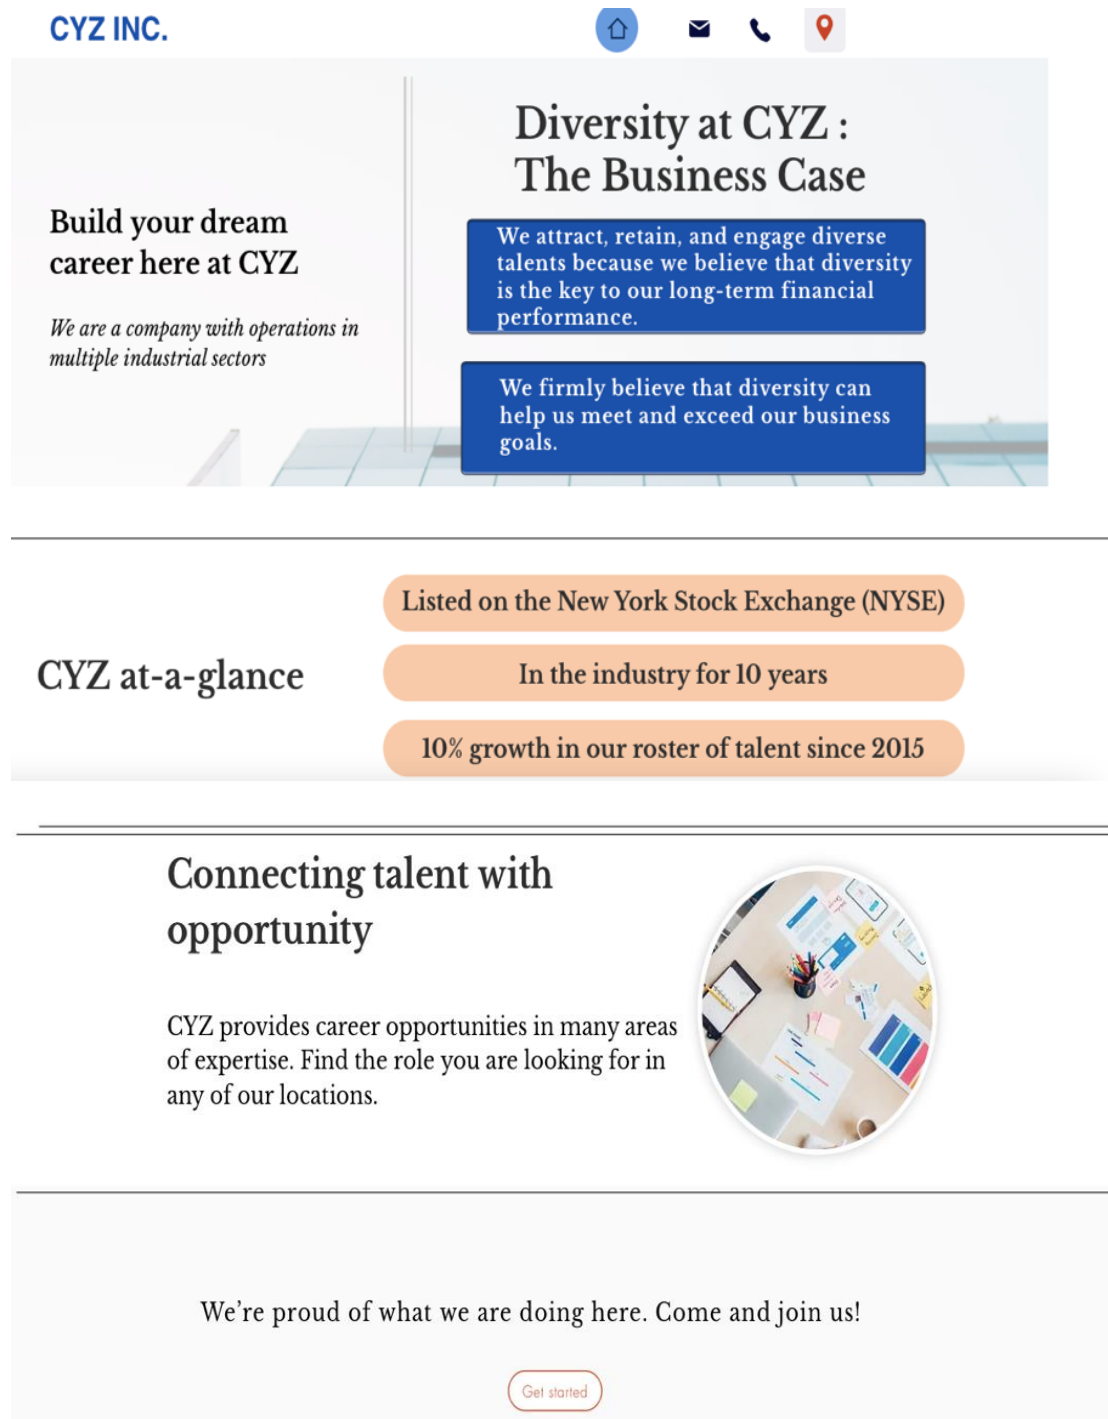 CYZ INC.
Build your dream
career here at CYZ
We are a company with operations in
multiple industrial sectors
Diversity at CYZ :
The Business Case
We attract, retain, and engage diverse
talents because we believe that diversity
is the key to our long-term financial
performance.
We firmly believe that diversity can
help us meet and exceed our business
goals.
CYZ at-a-glance
Listed on the New York Stock Exchange (NYSE)
In the industry for 10 years
10% growth in our roster of talent since 2015
Connecting talent with
opportunity
CYZ provides career opportunities in many areas
of expertise. Find the role you are looking for in
any of our locations.
We’re proud of what we are doing here. Come and join us!
Get started